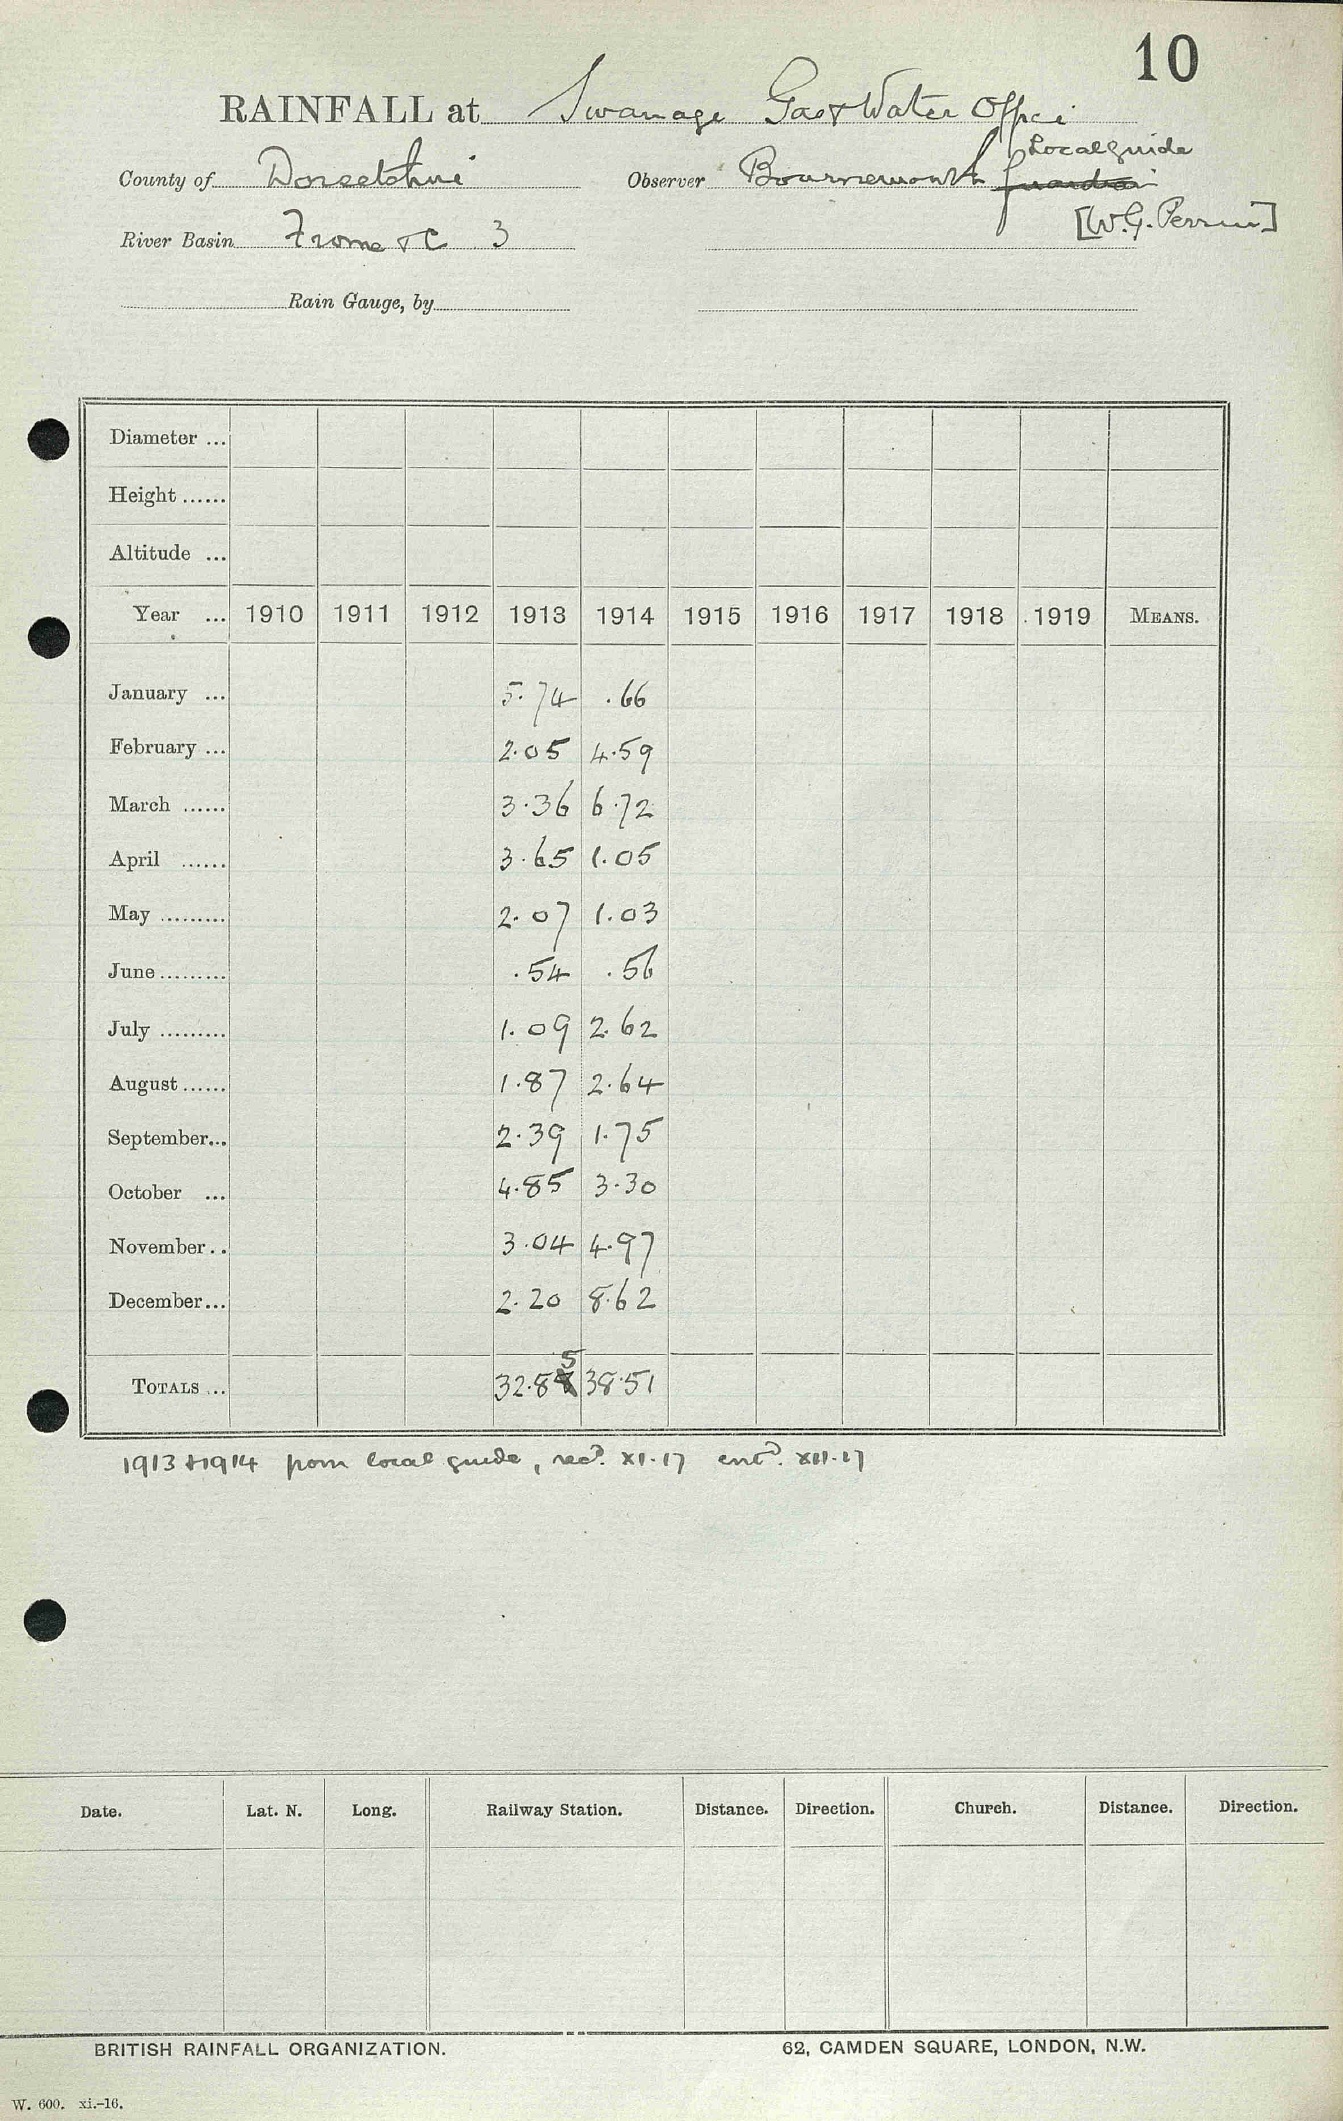 10
RAINFALL at Swanage Gas & Water Office
County of Dorsetshire Observer Bournemouth Local guide
River Basin Frome &c 3 [W.G. Perrin]
Rain Gauge, by
Diameter ...
Height ......
Altitude ...
Year ... 1910 1911 1912 1913 1914 1915 1916 1917 1918 1919 MEANS.
January ... 5.74 .66
February ... 2.05 4.59
March ...... 3.36 6.72
April ...... 3.65 1.05
May ......... 2.07 1.03
June ......... .54 .56
July ......... 1.09 2.62
August ...... 1.87 2.64
September... 2.39 1.75
October ... 4.85 3.30
November .. 3.04 4.97
December... 2.20 8.62
TOTALS ... 32.85 38.51
1913 & 1914 from local guide, recd. XI.17 entd. XII.17
Date. Lat. N. Long. Railway Station. Distance. Direction. Church. Distance. Direction.
BRITISH RAINFALL ORGANIZATION. 62, CAMDEN SQUARE, LONDON, N.W.
W. 600. xi.-16.